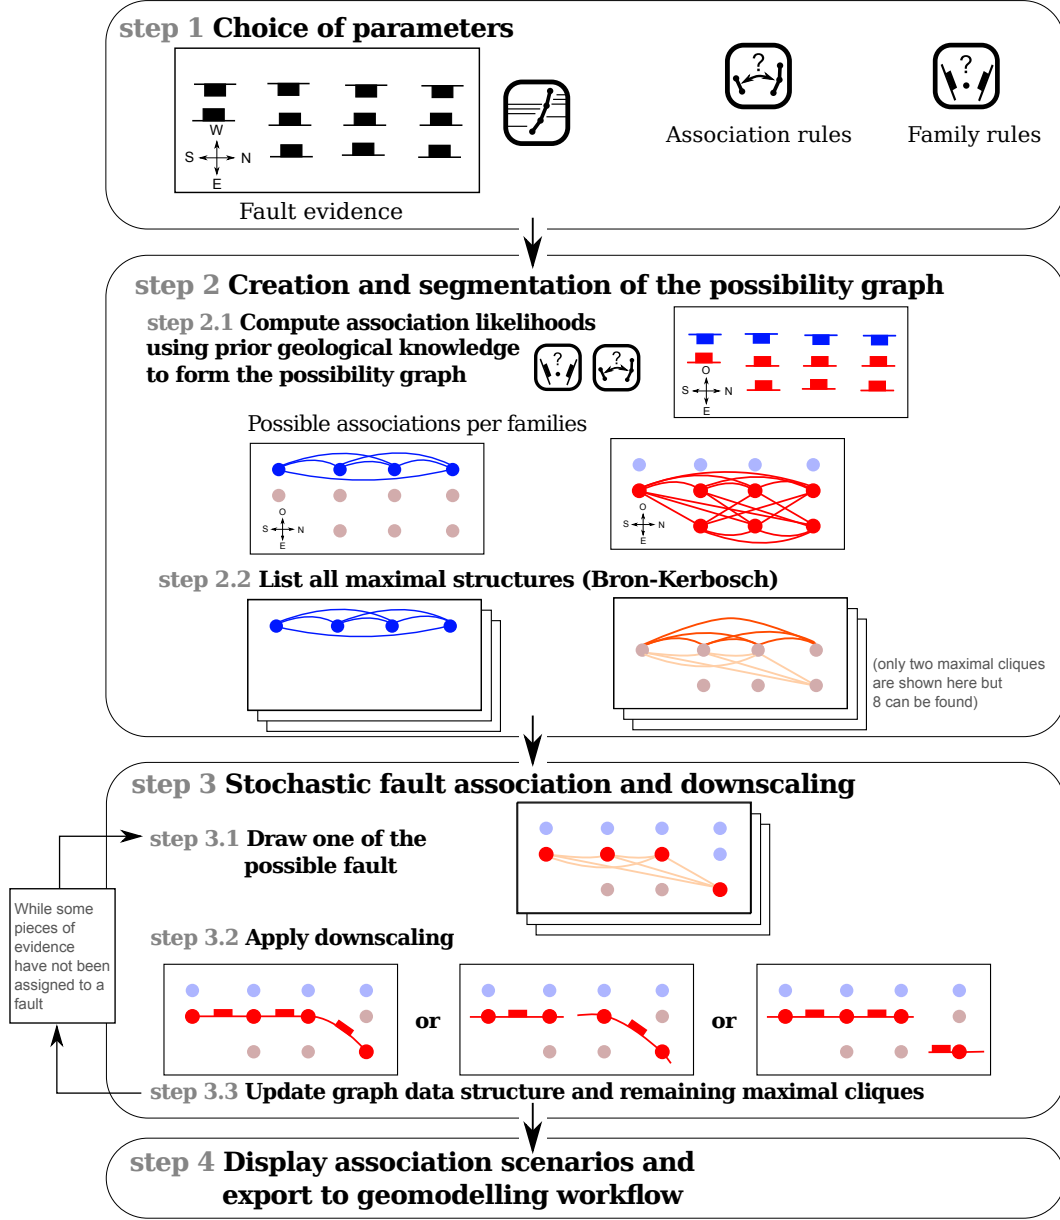 step 1 Choice of parameters
?
?
W
S
N
E
Association rules
Family rules
Fault evidence
step 2 Creation and segmentation of the possibility graph
step 2.1 Compute association likelihoods
using prior geological knowledge
to form the possibility graph
?
?
O
S
N
E
Possible associations per families
O
S
N
E
O
S
N
E
step 2.2 List all maximal structures (Bron-Kerbosch)
(only two maximal cliques
are shown here but
8 can be found)
step 3 Stochastic fault association and downscaling
step 3.1 Draw one of the
possible fault
While some
pieces of
evidence
have not been
assigned to a
fault
step 3.2 Apply downscaling
or
or
step 3.3 Update graph data structure and remaining maximal cliques
step 4 Display association scenarios and
export to geomodelling workflow